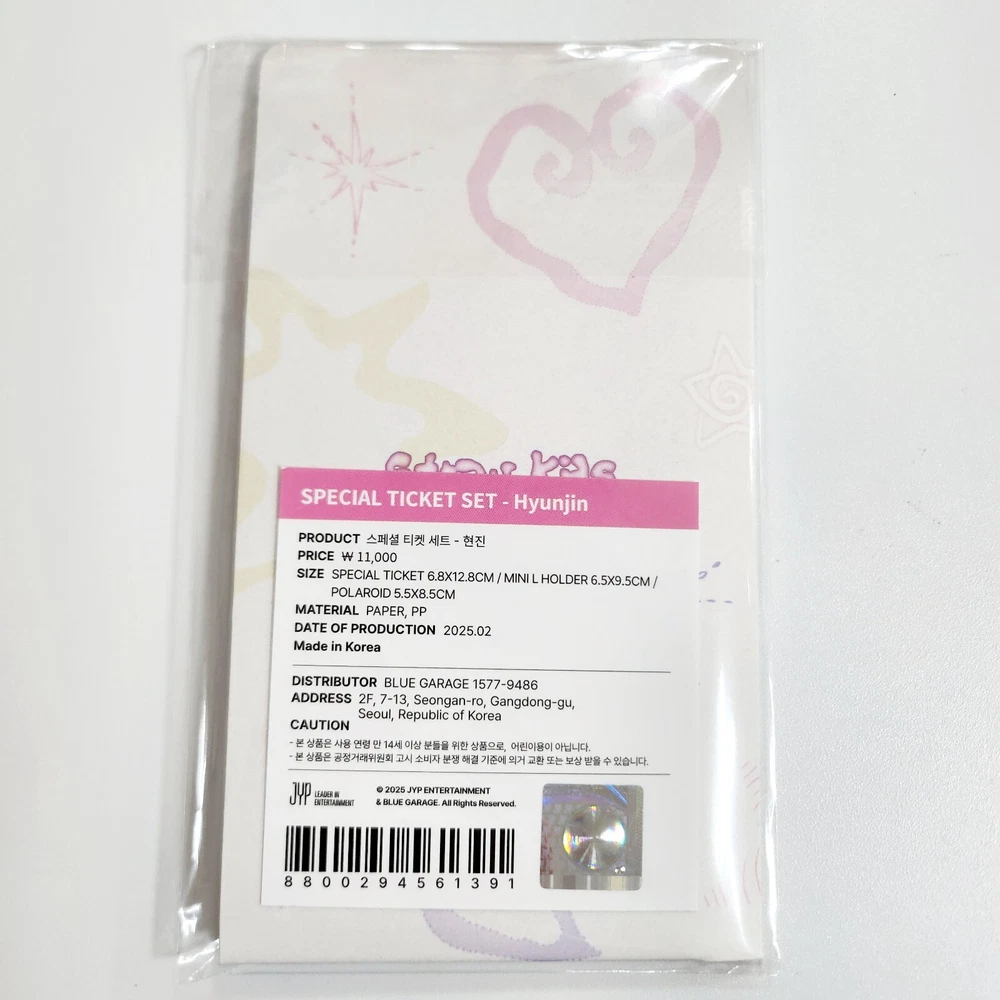 Stray Kids
SPECIAL TICKET SET - Hyunjin
PRODUCT 스페셜 티켓 세트 - 현진
PRICE ₩ 11,000
SIZE SPECIAL TICKET 6.8X12.8CM / MINI L HOLDER 6.5X9.5CM /
POLAROID 5.5X8.5CM
MATERIAL PAPER, PP
DATE OF PRODUCTION 2025.02
Made in Korea
DISTRIBUTOR BLUE GARAGE 1577-9486
ADDRESS 2F, 7-13, Seongan-ro, Gangdong-gu,
Seoul, Republic of Korea
CAUTION
- 본 상품은 사용 연령 만 14세 이상 분들을 위한 상품으로, 어린이용이 아닙니다.
- 본 상품은 공정거래위원회 고시 소비자 분쟁 해결 기준에 의거 교환 또는 보상 받을 수 있습니다.
JYP LEADER IN
ENTERTAINMENT
© 2025 JYP ENTERTAINMENT
& BLUE GARAGE. All Rights Reserved.
8800294561391